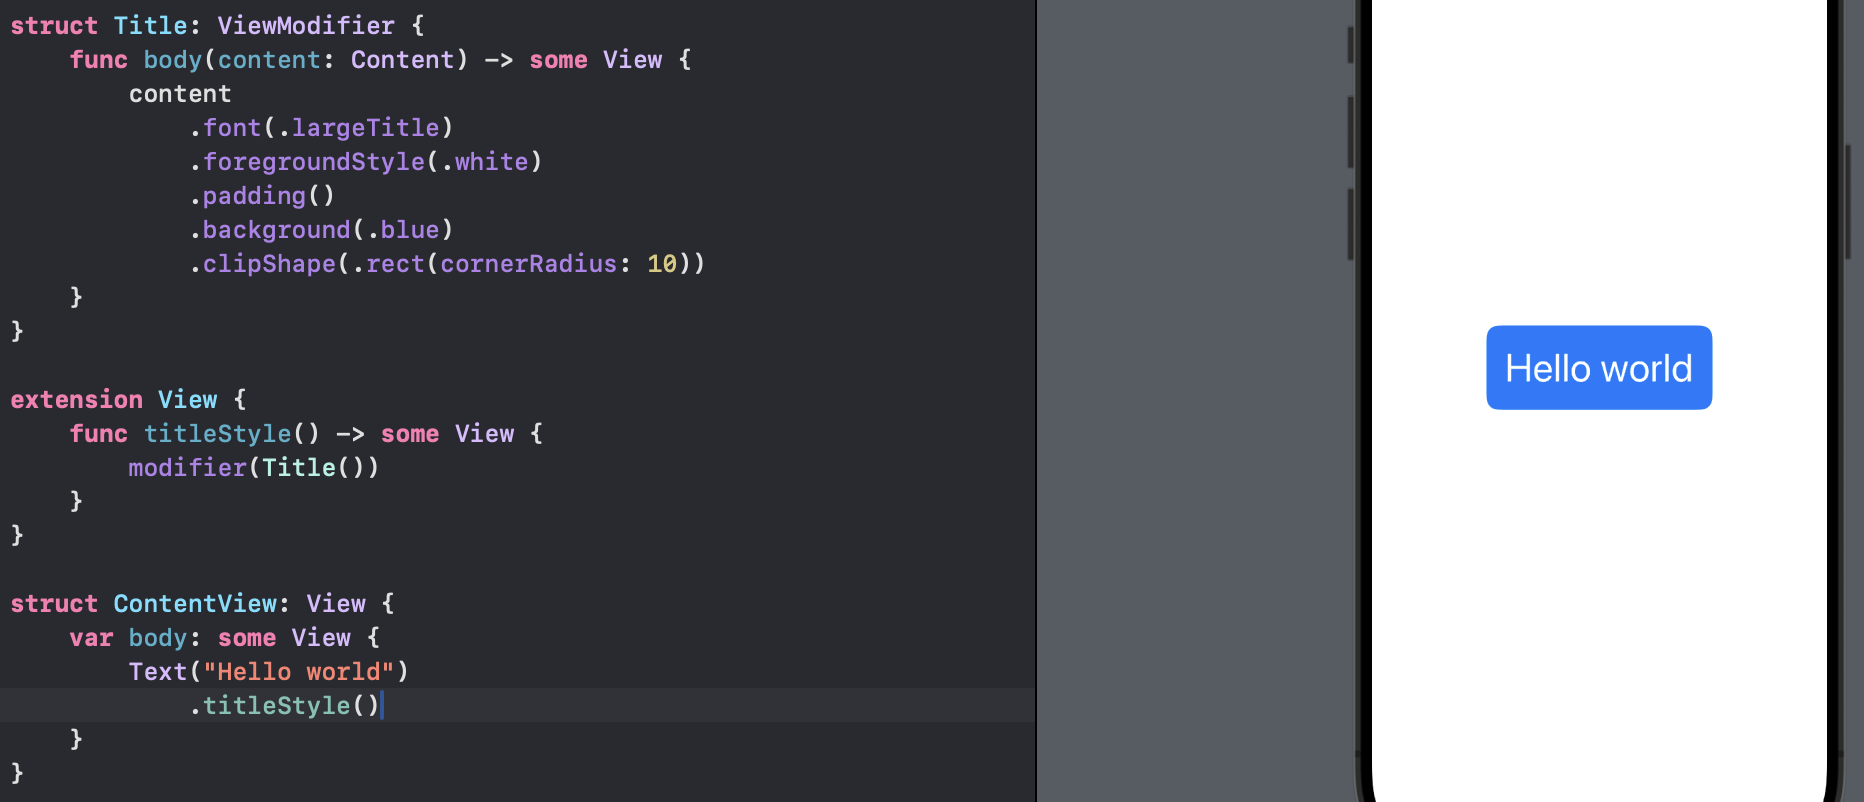 struct Title: ViewModifier {
    func body(content: Content) -> some View {
        content
            .font(.largeTitle)
            .foregroundStyle(.white)
            .padding()
            .background(.blue)
            .clipShape(.rect(cornerRadius: 10))
    }
}

extension View {
    func titleStyle() -> some View {
        modifier(Title())
    }
}

struct ContentView: View {
    var body: some View {
        Text("Hello world")
            .titleStyle()
    }
}
Hello world